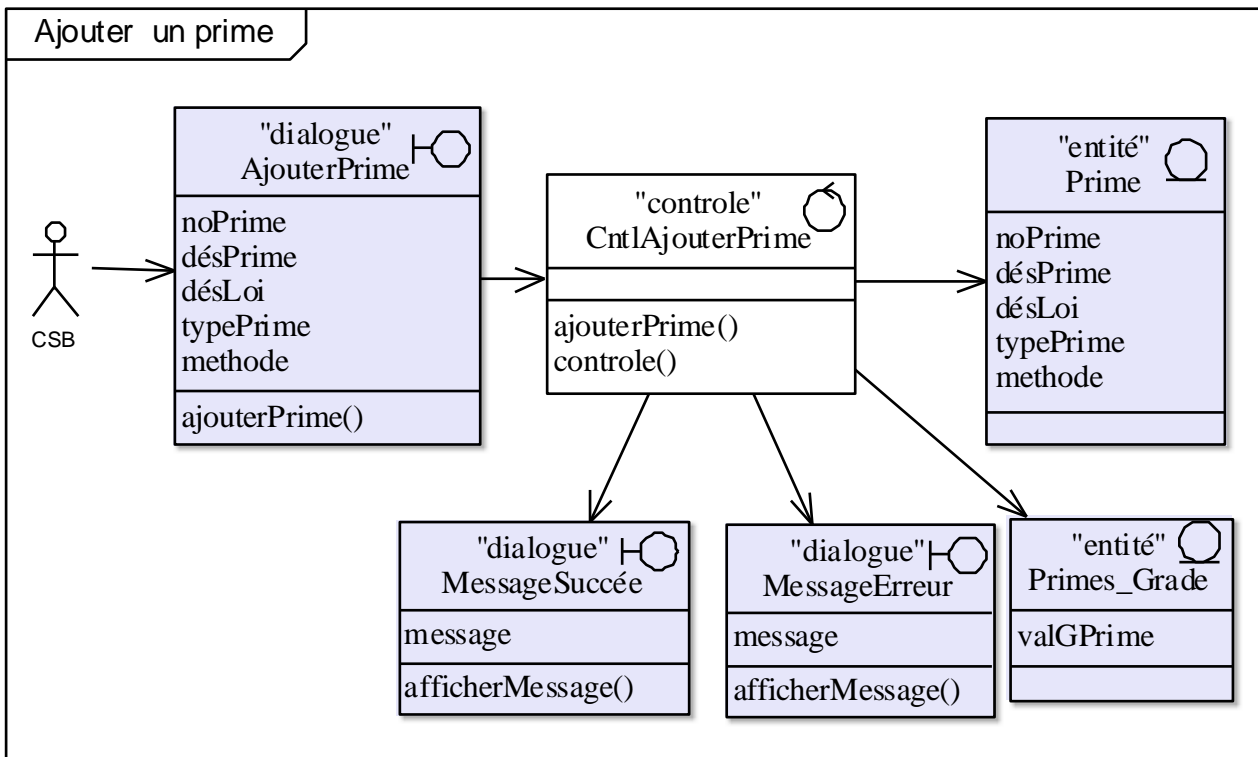 Ajouter un prime
CSB
"dialogue"
AjouterPrime
noPrime
désPrime
désLoi
typePrime
methode
ajouterPrime()
"controle"
CntlAjouterPrime
ajouterPrime()
controle()
"entité"
Prime
noPrime
désPrime
désLoi
typePrime
methode
"dialogue"
MessageSuccée
message
afficherMessage()
"dialogue"
MessageErreur
message
afficherMessage()
"entité"
Primes_Grade
valGPrime